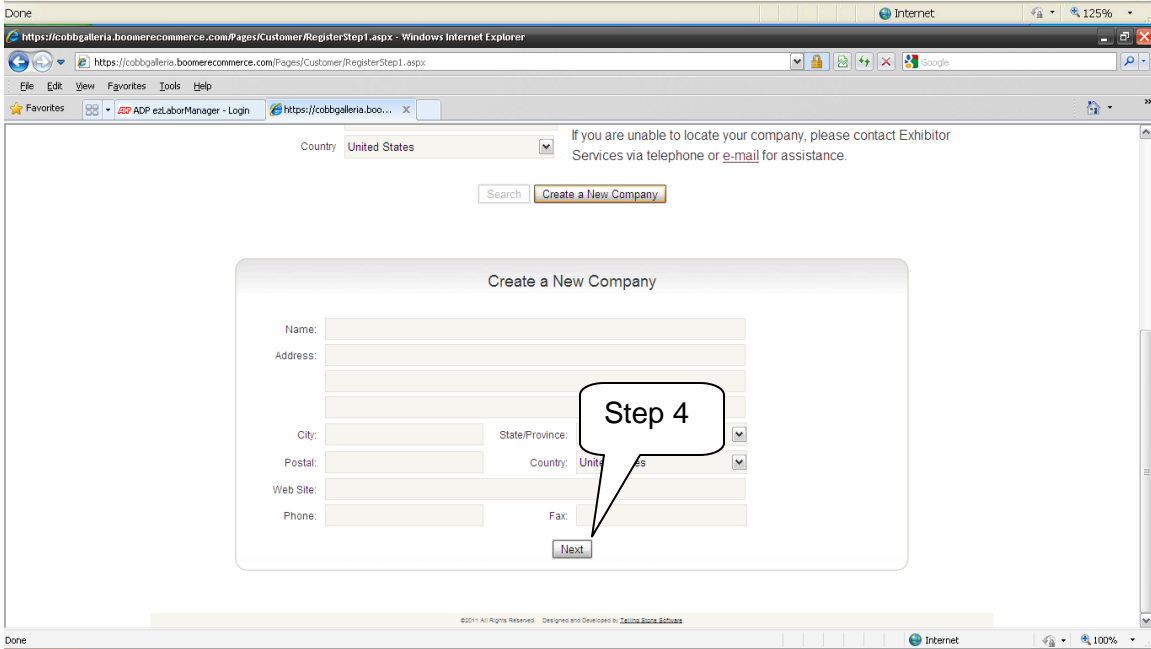 Done Internet 125%
https://cobbgalleria.boomerecommerce.com/Pages/Customer/RegisterStep1.aspx - Windows Internet Explorer
https://cobbgalleria.boomerecommerce.com/Pages/Customer/RegisterStep1.aspx Google
File Edit View Favorites Tools Help
Favorites ADP ADP ezLaborManager - Login https://cobbgalleria.boo... X
If you are unable to locate your company, please contact Exhibitor
Country United States
Services via telephone or e-mail for assistance.
Search Create a New Company
Create a New Company
Name:
Address:
Step 4
City: State/Province:
Postal: Country:
Web Site:
Phone: Fax:
Next
©2011 All Rights Reserved. Designed and Developed by Telling Stone Software
Done Internet 100%